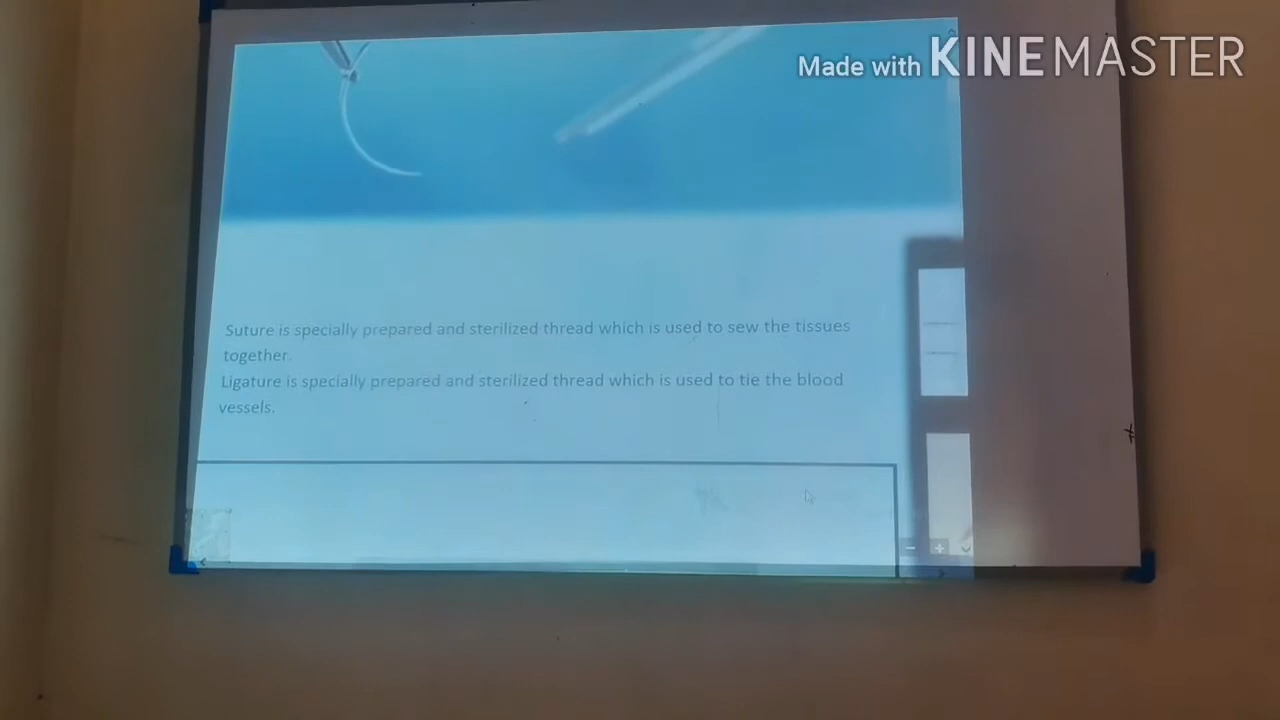 Made with KINEMASTER
Suture is specially prepared and sterilized thread which is used to sew the tissues
together.
Ligature is specially prepared and sterilized thread which is used to tie the blood
vessels.